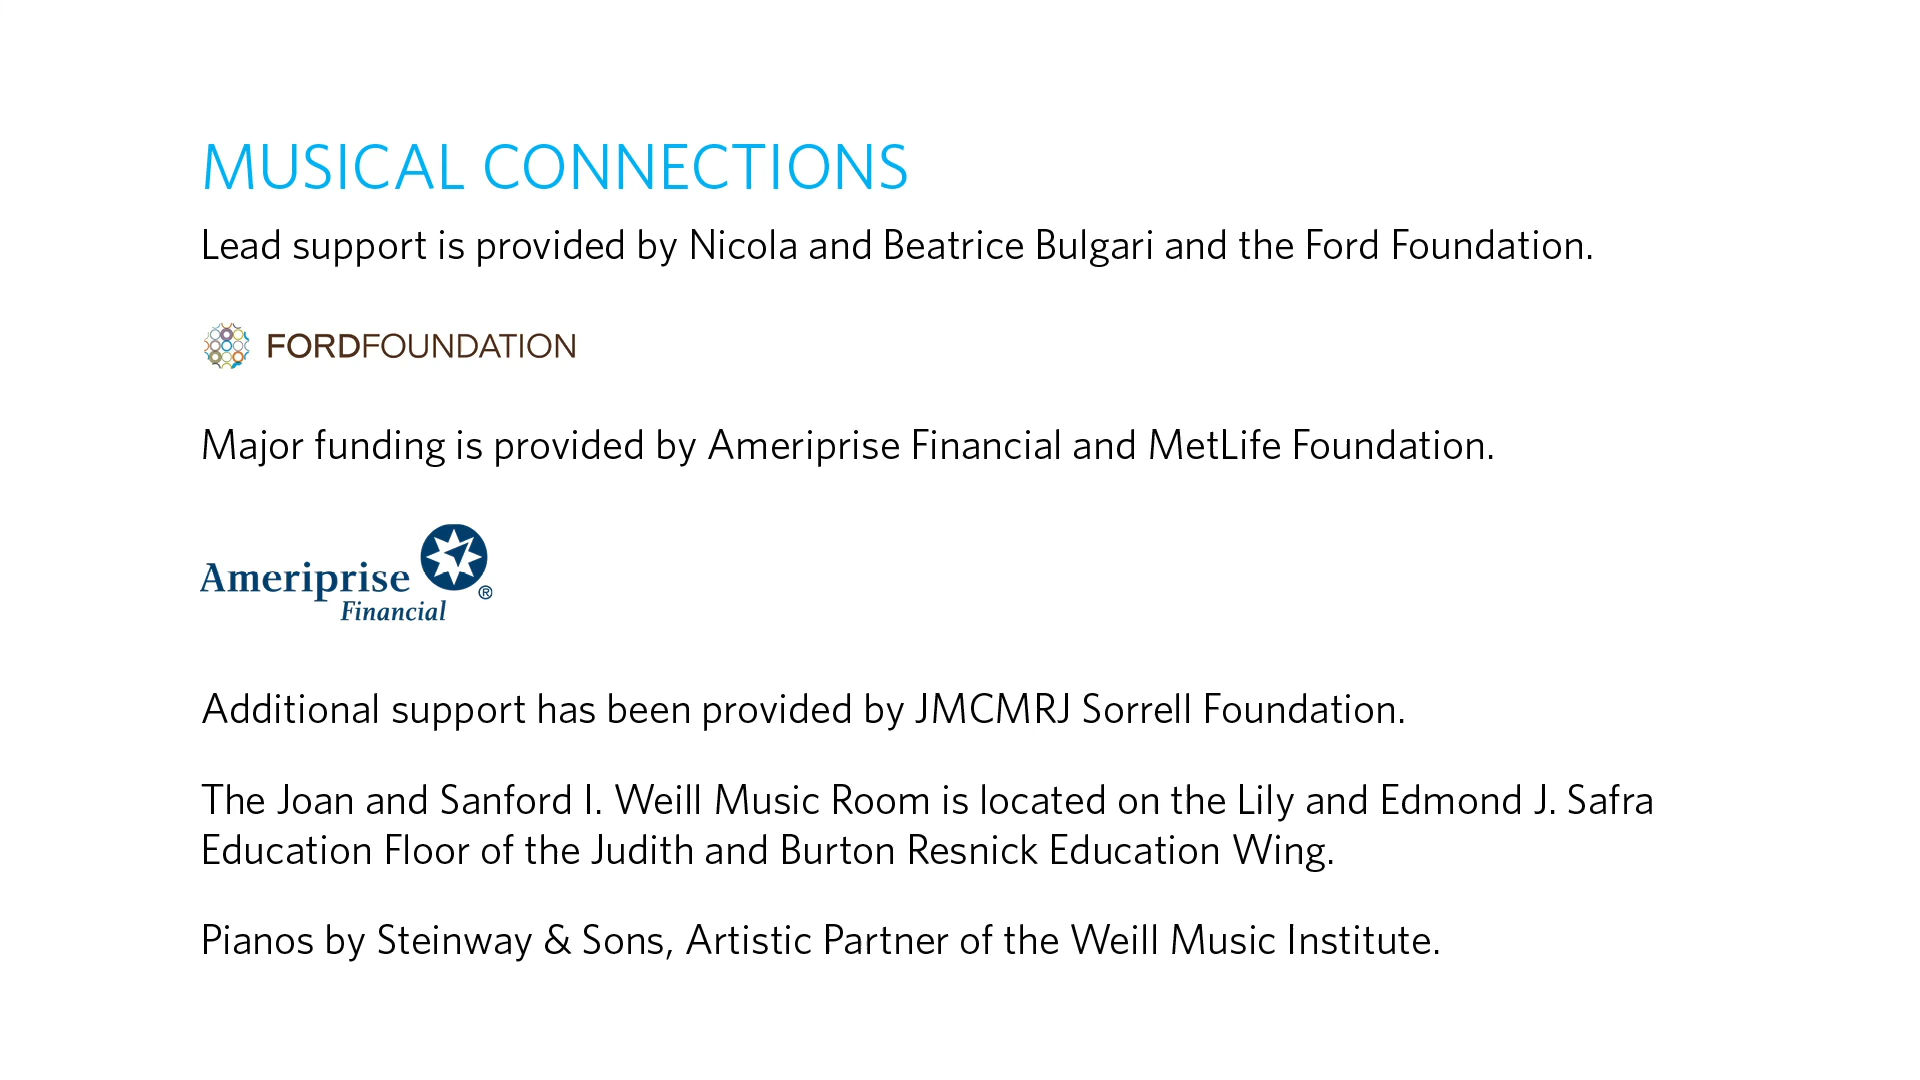 MUSICAL CONNECTIONS
Lead support is provided by Nicola and Beatrice Bulgari and the Ford Foundation.
FORDFOUNDATION
Major funding is provided by Ameriprise Financial and MetLife Foundation.
Ameriprise
Financial ®
Additional support has been provided by JMCMRJ Sorrell Foundation.
The Joan and Sanford I. Weill Music Room is located on the Lily and Edmond J. Safra
Education Floor of the Judith and Burton Resnick Education Wing.
Pianos by Steinway & Sons, Artistic Partner of the Weill Music Institute.